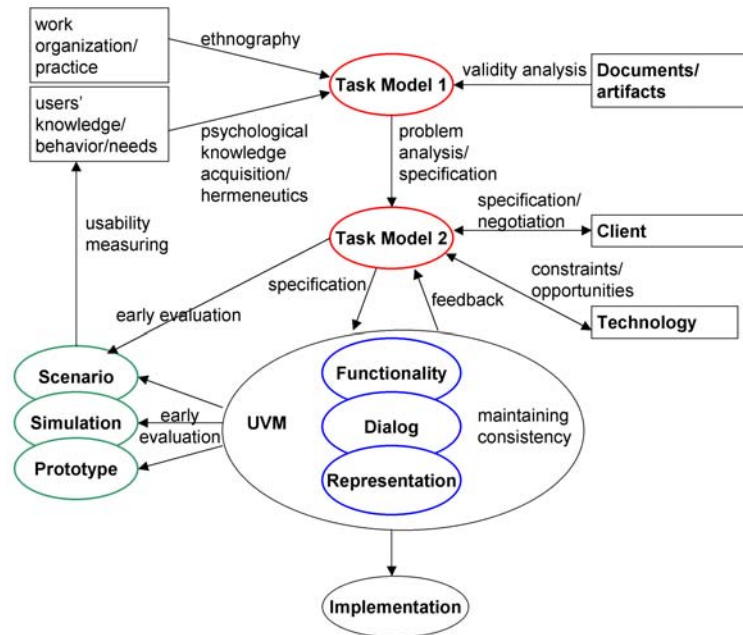 work
organization/
practice
ethnography
Task Model 1
validity analysis
Documents/
artifacts
users'
knowledge/
behavior/needs
psychological
knowledge
acquisition/
hermeneutics
problem
analysis/
specification
usability
measuring
Task Model 2
specification/
negotiation
Client
specification
feedback
constraints/
opportunities
Technology
early evaluation
Scenario
Simulation
Prototype
early
evaluation
UVM
Functionality
Dialog
Representation
maintaining
consistency
Implementation